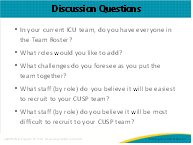 Discussion Questions
• In your current ICU team, do you have everyone in
the Team Roster?
• What roles would you like to add?
• What challenges do you foresee as you put the
team together?
• What staff (by role) do you believe it will be easiest
to recruit to your CUSP team?
• What staff (by role) do you believe it will be most
difficult to recruit to your CUSP team?